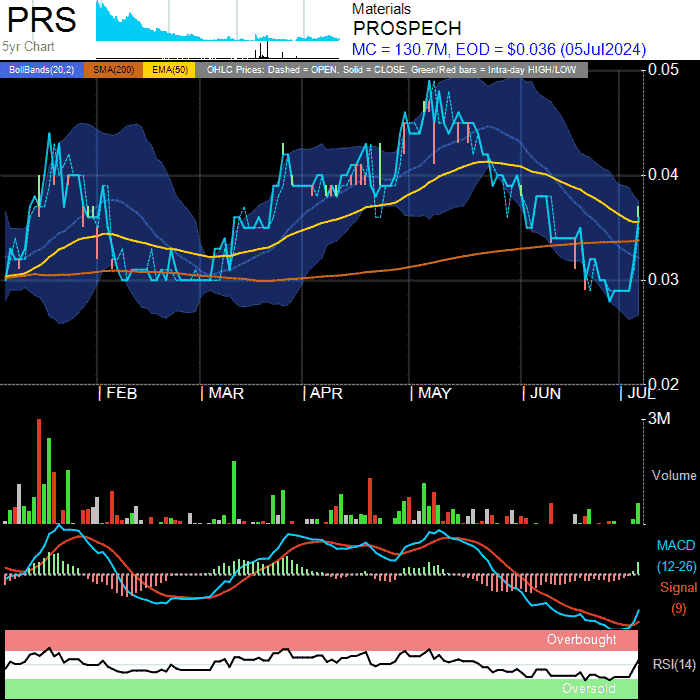 PRS
5yr Chart
Materials
PROSPECH
MC = 130.7M, EOD = $0.036 (05Jul2024)
BollBands(20,2) SMA(200) EMA(50) OHLC Prices: Dashed = OPEN, Solid = CLOSE, Green/Red bars = Intra-day HIGH/LOW
0.05
0.04
0.03
0.02
| FEB | MAR | APR | MAY | JUN | JUL
3M
Volume
MACD
(12-26)
Signal
(9)
Overbought
RSI(14)
Oversold